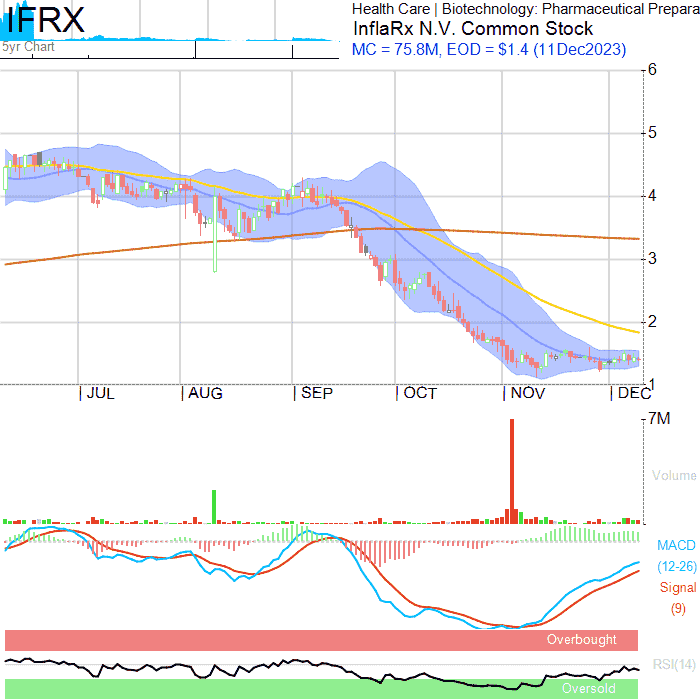 IFRX
Health Care | Biotechnology: Pharmaceutical Prepara
InflaRx N.V. Common Stock
MC = 75.8M, EOD = $1.4 (11Dec2023)
5yr Chart
6
5
4
3
2
1
JUL
AUG
SEP
OCT
NOV
DEC
7M
Volume
MACD
(12-26)
Signal
(9)
Overbought
RSI(14)
Oversold